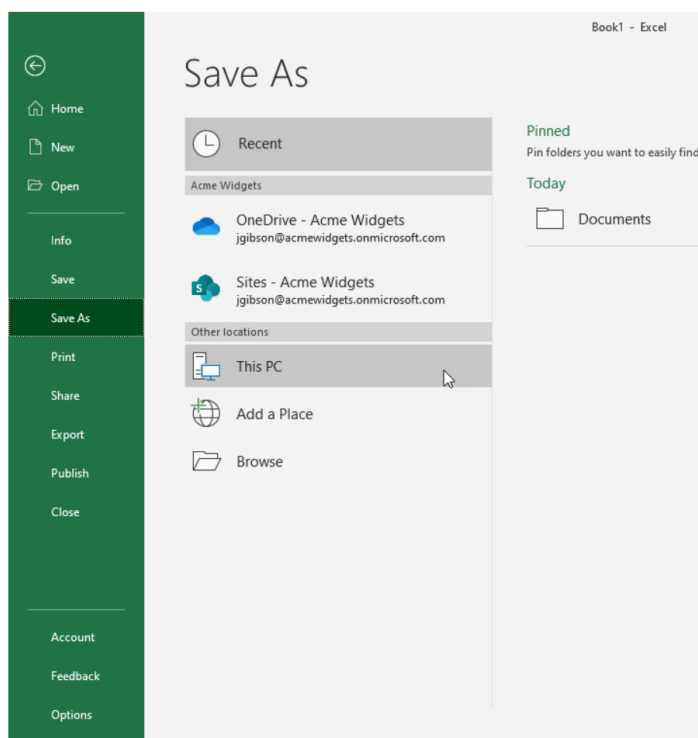 Book1 - Excel
Home
New
Open
Info
Save
Save As
Print
Share
Export
Publish
Close
Account
Feedback
Options
Save As
Recent
Acme Widgets
OneDrive - Acme Widgets
jgibson@acmewidgets.onmicrosoft.com
S
Sites - Acme Widgets
jgibson@acmewidgets.onmicrosoft.com
Other locations
This PC
Add a Place
Browse
Pinned
Pin folders you want to easily find
Today
Documents